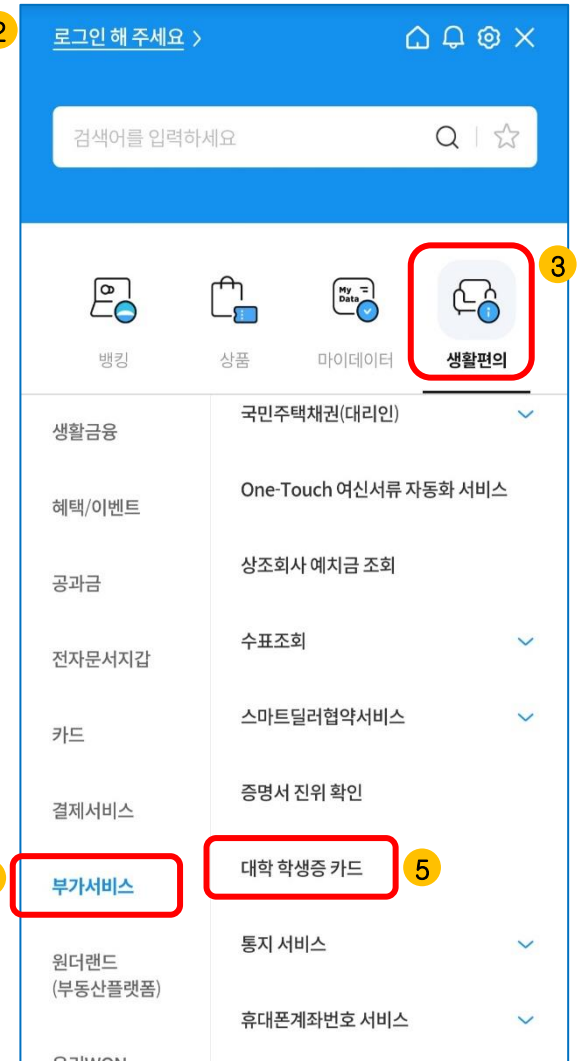 2
로그인 해 주세요 >
검색어를 입력하세요
3
My
Data
뱅킹
상품
마이데이터
생활편의
생활금융
국민주택채권(대리인)
혜택/이벤트
One-Touch 여신서류 자동화 서비스
공과금
상조회사 예치금 조회
전자문서지갑
수표조회
카드
스마트딜러협약서비스
결제서비스
증명서 진위 확인
부가서비스
대학 학생증 카드
5
원더랜드
(부동산플랫폼)
통지 서비스
휴대폰계좌번호 서비스